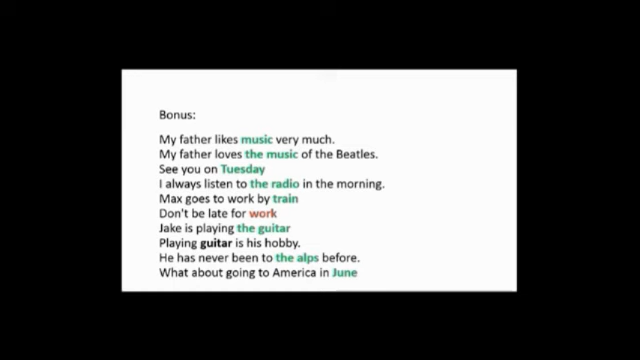 Bonus:
My father likes music very much.
My father loves the music of the Beatles.
See you on Tuesday
I always listen to the radio in the morning.
Max goes to work by train
Don't be late for work
Jake is playing the guitar
Playing guitar is his hobby.
He has never been to the alps before.
What about going to America in June